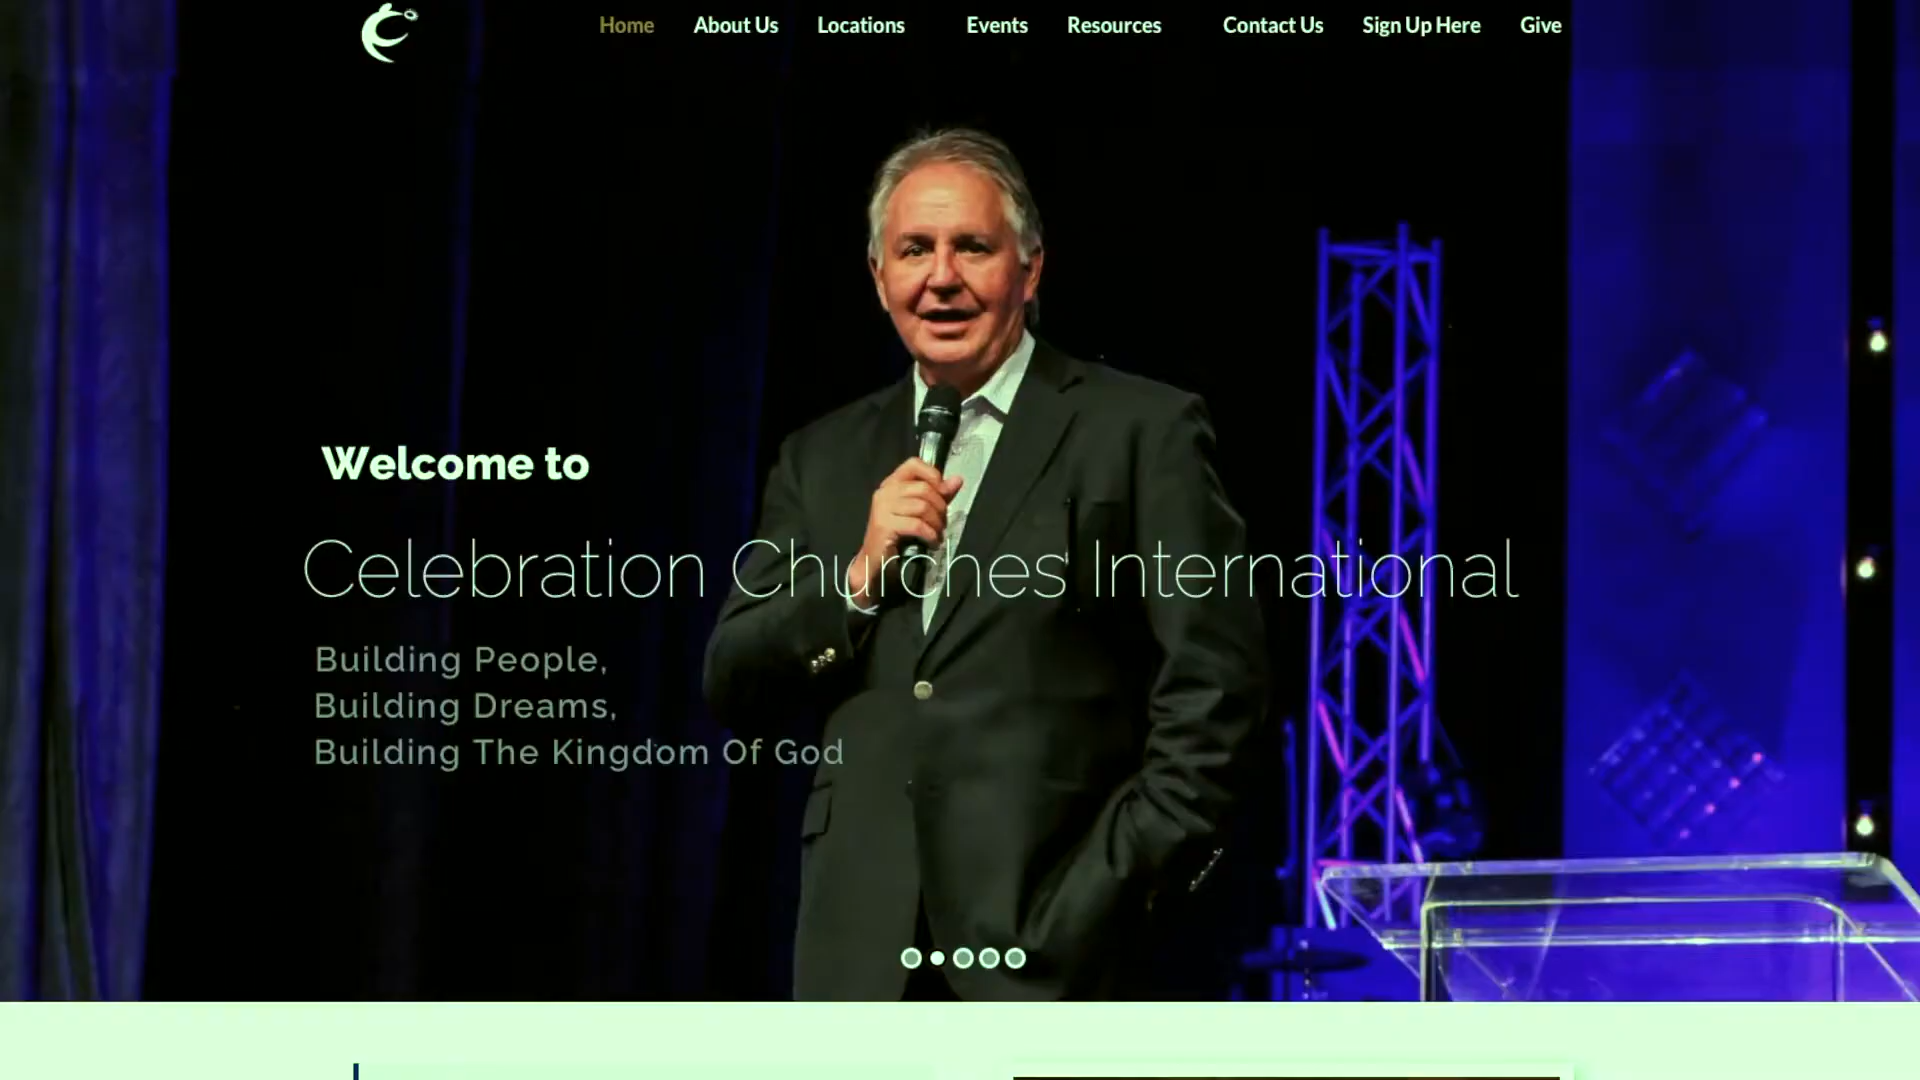 Home About Us Locations Events Resources Contact Us Sign Up Here Give
Welcome to
Celebration Churches International
Building People,
Building Dreams,
Building The Kingdom Of God